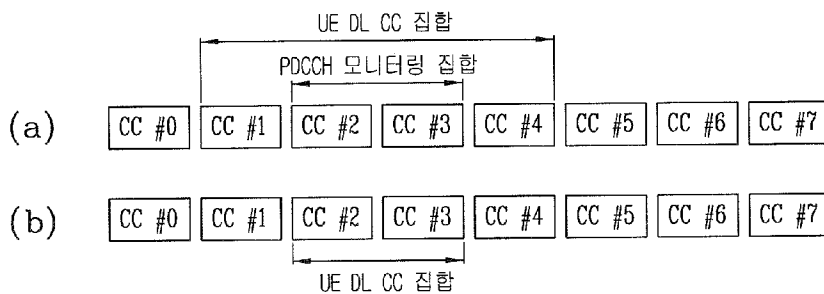 UE DL CC 집합
PDCCH 모니터링 집합
(a) CC #0 CC #1 CC #2 CC #3 CC #4 CC #5 CC #6 CC #7
(b) CC #0 CC #1 CC #2 CC #3 CC #4 CC #5 CC #6 CC #7
UE DL CC 집합